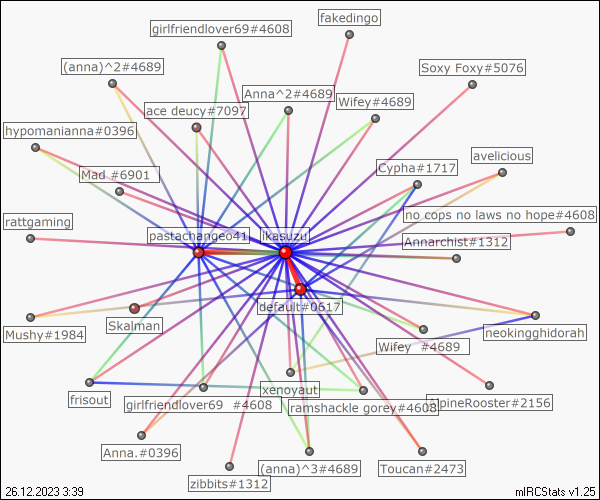 fakedingo
girlfriendlover69#4608
(anna)^2#4689
Soxy Foxy#5076
Anna^2#4689
Wifey#4689
ace deucy#7097
hypomanianna#0396
avelicious
Cypha#1717
Mad #6901
no cops no laws no hope#4608
rattgaming
pastachangeo41
ikasuzu
Annarchist#1312
default#0617
Skalman
Mushy#1984
neokingghidorah
Wifey #4689
xenoyaut
frisout
girlfriendlover69 #4608
ramshackle gorey#4608
lpineRooster#2156
Anna.#0396
(anna)^3#4689
Toucan#2473
zibbits#1312
26.12.2023 3:39
mIRCStats v1.25